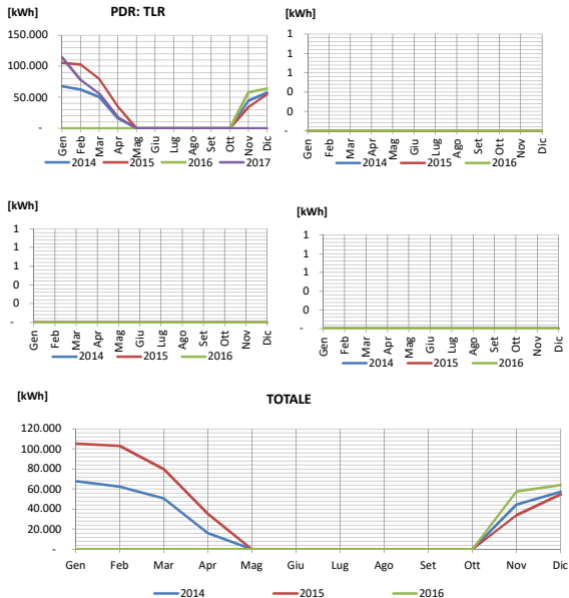 [kWh] PDR: TLR
150.000
100.000
50.000
-
Gen Feb Mar Apr Mag Giu Lug Ago Set Ott Nov Dic
2014 2015 2016 2017
[kWh]
1
1
1
0
0
-
Gen Feb Mar Apr Mag Giu Lug Ago Set Ott Nov Dic
2014 2015 2016
[kWh]
1
1
1
0
0
-
Gen Feb Mar Apr Mag Giu Lug Ago Set Ott Nov Dic
2014 2015 2016
[kWh]
1
1
1
0
0
-
Gen Feb Mar Apr Mag Giu Lug Ago Set Ott Nov Dic
2014 2015 2016
[kWh] TOTALE
120.000
100.000
80.000
60.000
40.000
20.000
-
Gen Feb Mar Apr Mag Giu Lug Ago Set Ott Nov Dic
2014 2015 2016